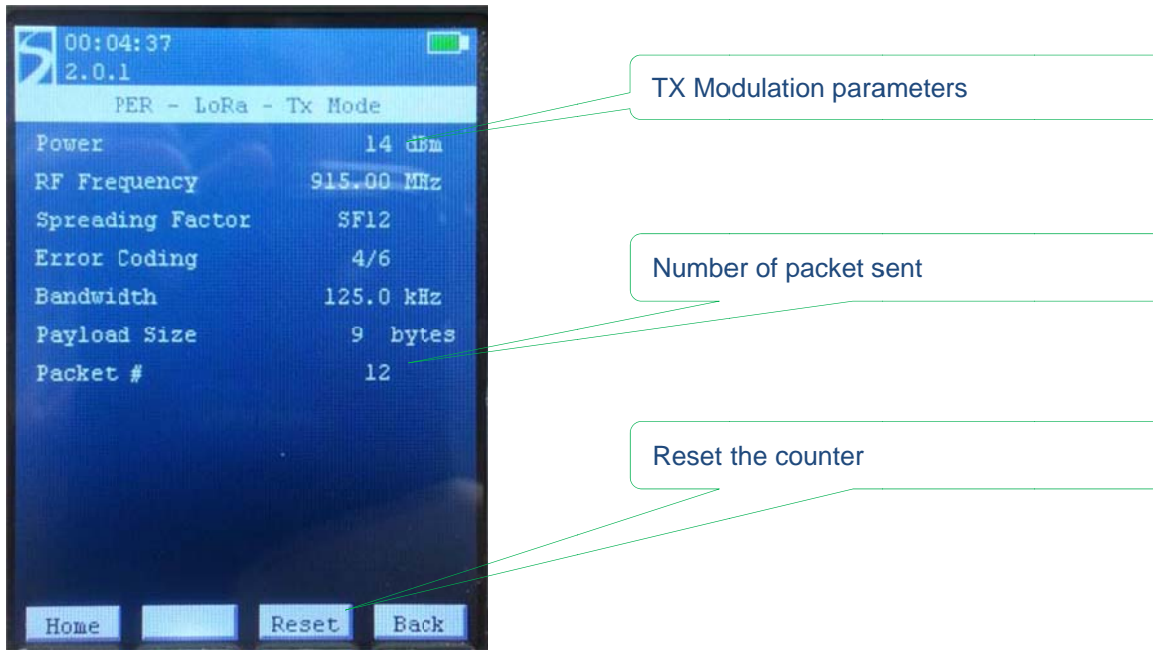 00:04:37
2.0.1
PER - LoRa - Tx Mode
Power 14 dBm
RF Frequency 915.00 MHz
Spreading Factor SF12
Error Coding 4/6
Bandwidth 125.0 kHz
Payload Size 9 bytes
Packet # 12
Home Reset Back
TX Modulation parameters
Number of packet sent
Reset the counter